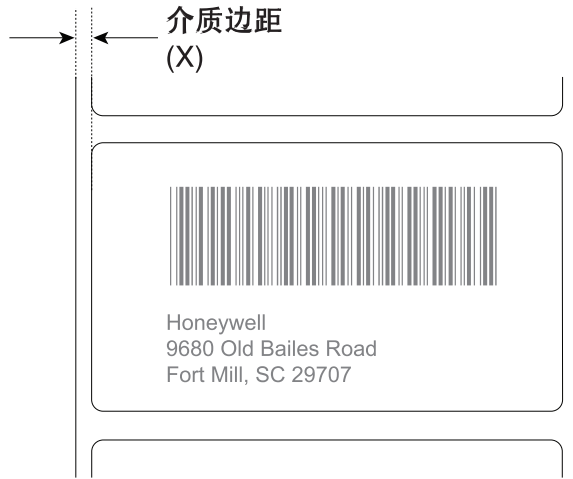 介质边距
(X)
Honeywell
9680 Old Bailes Road
Fort Mill, SC 29707